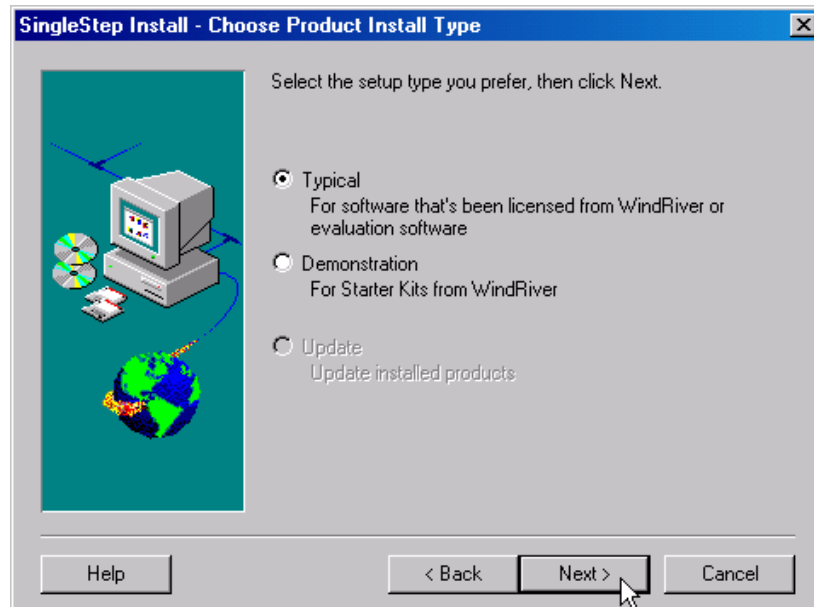 SingleStep Install - Choose Product Install Type
Select the setup type you prefer, then click Next.
Typical
For software that's been licensed from WindRiver or
evaluation software
Demonstration
For Starter Kits from WindRiver
Update
Update installed products
Help
< Back
Next >
Cancel